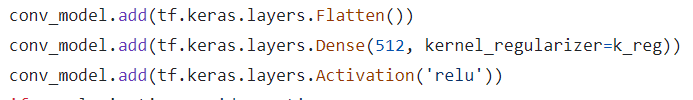 conv_model.add(tf.keras.layers.Flatten())
conv_model.add(tf.keras.layers.Dense(512, kernel_regularizer=k_reg))
conv_model.add(tf.keras.layers.Activation('relu'))